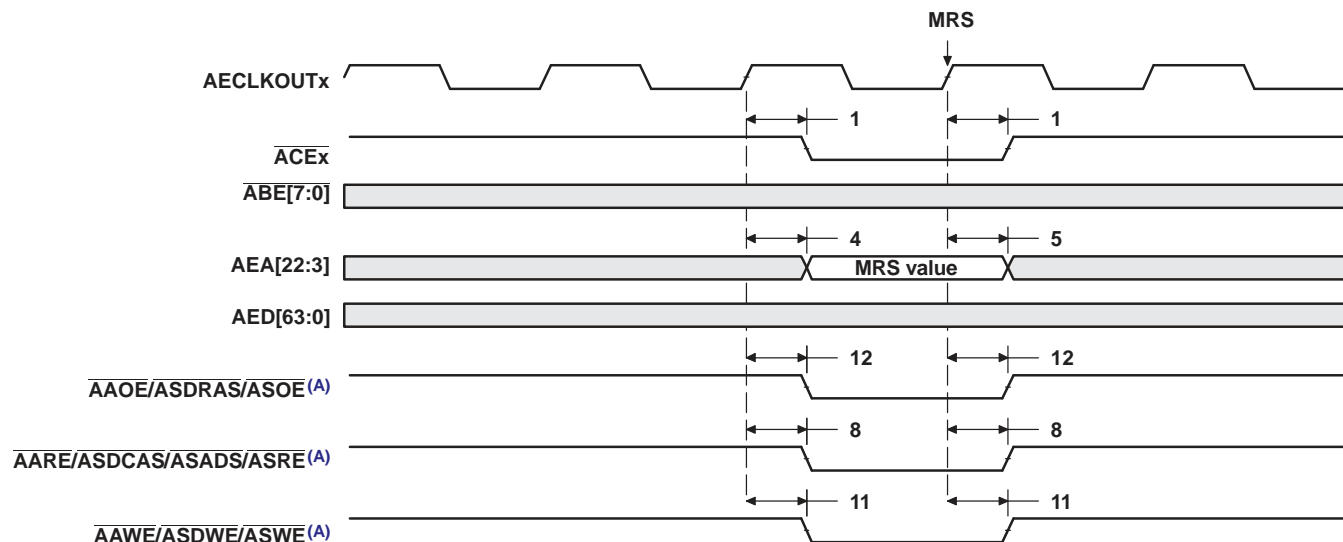 MRS
AECLKOUTx
1 1
ACEx
ABE[7:0]
4 5
AEA[22:3] MRS value
AED[63:0]
12 12
AAOE/ASDRAS/ASOE(A)
8 8
AARE/ASDCAS/ASADS/ASRE(A)
11 11
AAWE/ASDWE/ASWE(A)